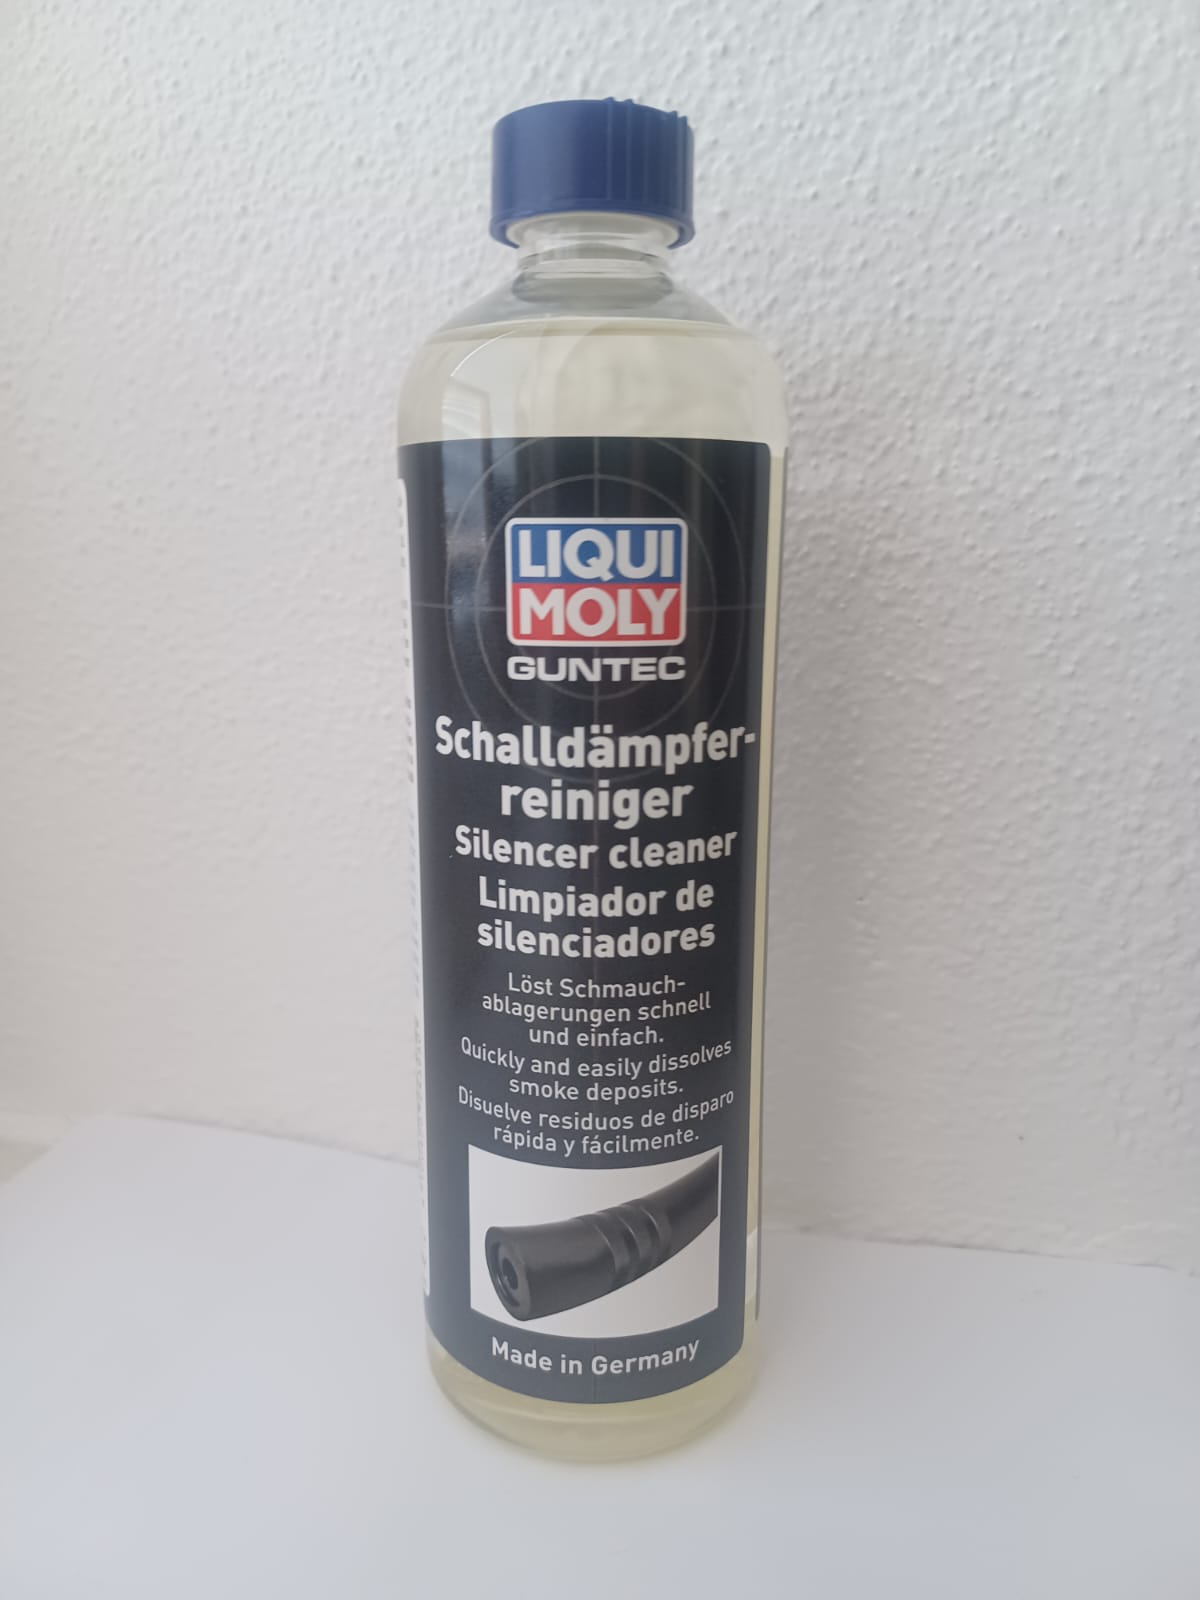 LIQUI
MOLY
GUNTEC
Schalldämpfer-
reiniger
Silencer cleaner
Limpiador de
silenciadores
Löst Schmauch-
ablagerungen schnell
und einfach.
Quickly and easily dissolves
smoke deposits.
Disuelve residuos de disparo
rápida y fácilmente.
Made in Germany